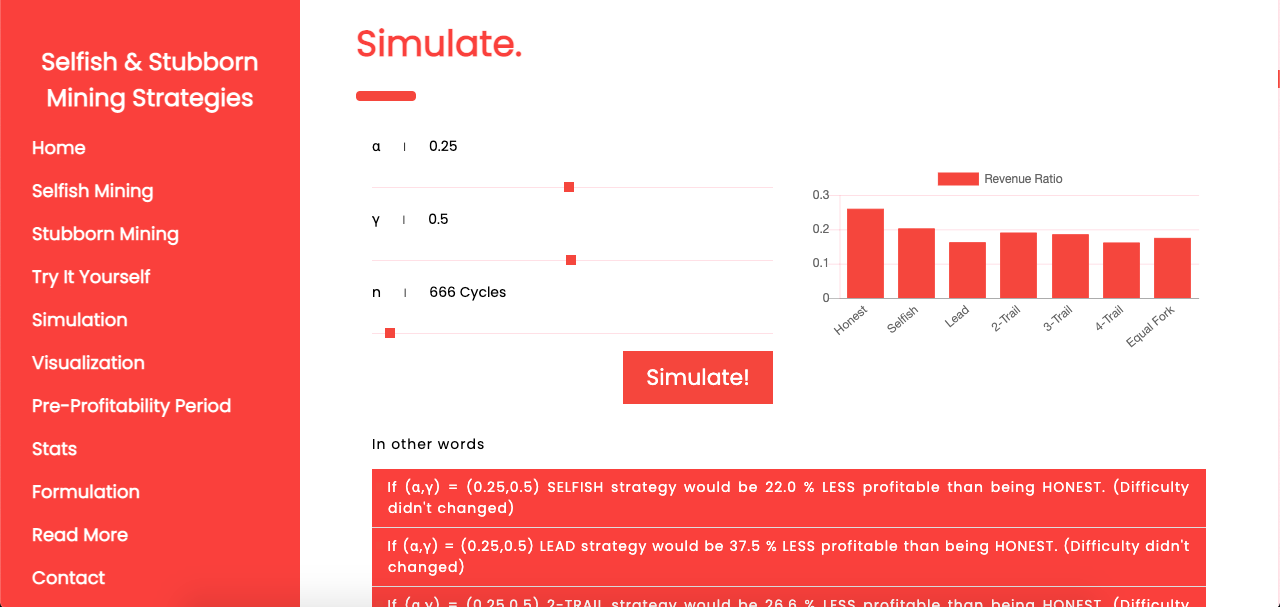 Selfish & Stubborn
Mining Strategies
Home
Selfish Mining
Stubborn Mining
Try It Yourself
Simulation
Visualization
Pre-Profitability Period
Stats
Formulation
Read More
Contact
Simulate.
α | 0.25
γ | 0.5
n | 666 Cycles
Simulate!
Revenue Ratio
0.3
0.2
0.1
0
Honest
Selfish
Lead
2-Trail
3-Trail
4-Trail
Equal Fork
In other words
If (α,γ) = (0.25,0.5) SELFISH strategy would be 22.0 % LESS profitable than being HONEST. (Difficulty
didn't changed)
If (α,γ) = (0.25,0.5) LEAD strategy would be 37.5 % LESS profitable than being HONEST. (Difficulty didn't
changed)
If (α,γ) = (0.25,0.5) 2-TRAIL strategy would be 26.6 % LESS profitable than being HONEST. (Difficulty